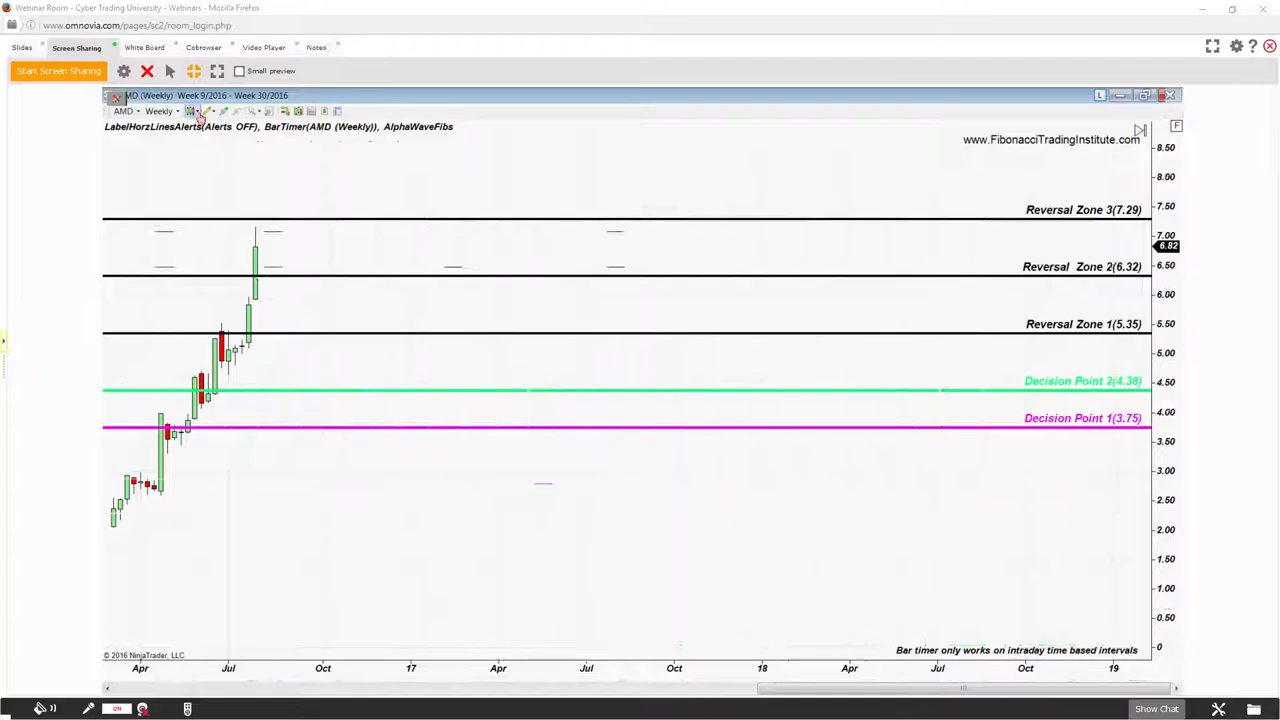 Webinar Room - Cyber Trading University - Webinars - Mozilla Firefox
www.omnovia.com/pages/sc2/room_login.php
Slides Screen Sharing White Board Cobrowser Video Player Notes
Start Screen Sharing Small preview
MD (Weekly) Week 9/2016 - Week 30/2016 L
AMD Weekly
LabelHorzLinesAlerts(Alerts OFF), BarTimer(AMD (Weekly)), AlphaWaveFibs F
www.FibonacciTradingInstitute.com
8.50
8.00
7.50
Reversal Zone 3(7.29)
7.00
6.82
6.50
Reversal Zone 2(6.32)
6.00
5.50
Reversal Zone 1(5.35)
5.00
4.50
Decision Point 2(4.38)
4.00
Decision Point 1(3.75)
3.50
3.00
2.50
2.00
1.50
1.00
0.50
0
© 2016 NinjaTrader, LLC
Bar timer only works on intraday time based intervals
Apr Jul Oct 17 Apr Jul Oct 18 Apr Jul Oct 19
ON Show Chat